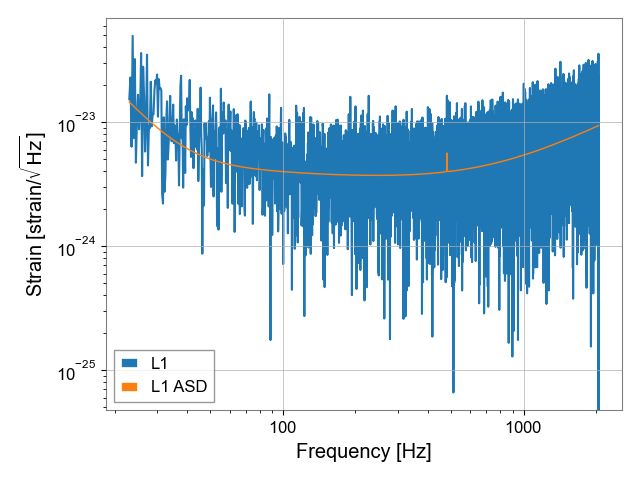 Strain [strain/√Hz]
10⁻²³
10⁻²⁴
10⁻²⁵
L1
L1 ASD
100
1000
Frequency [Hz]